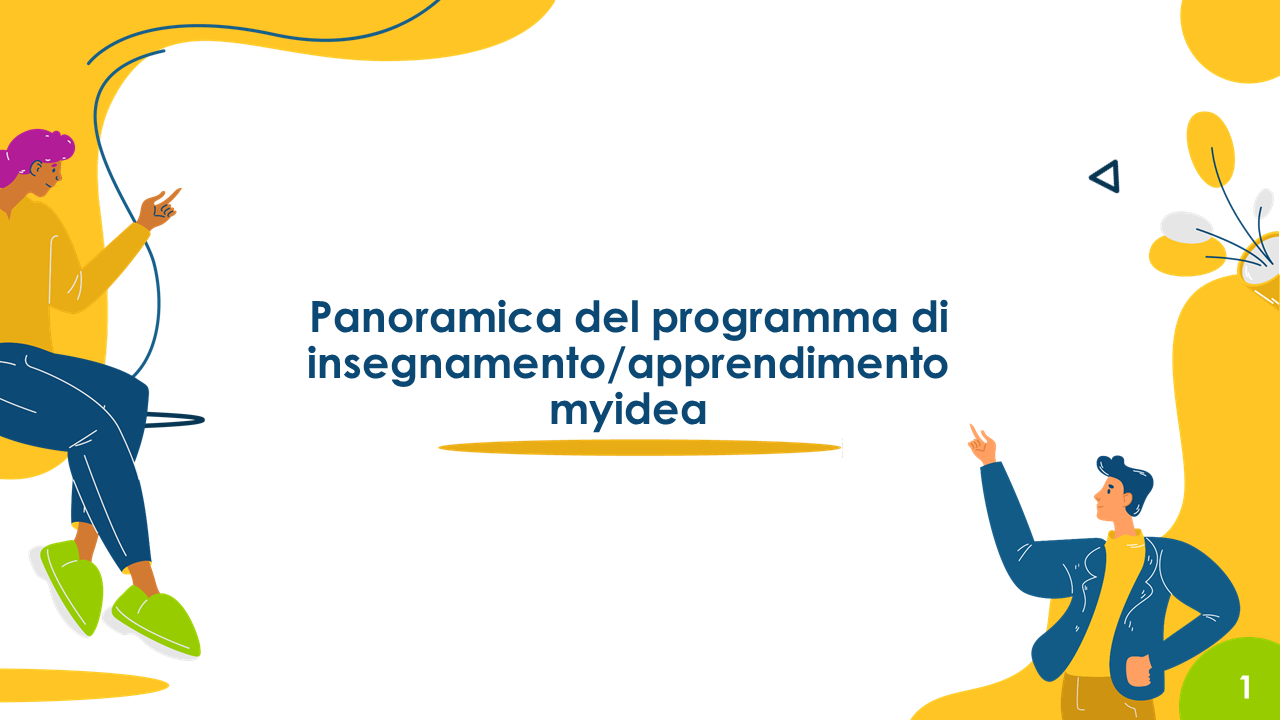 Panoramica del programma di
insegnamento/apprendimento
myidea
1